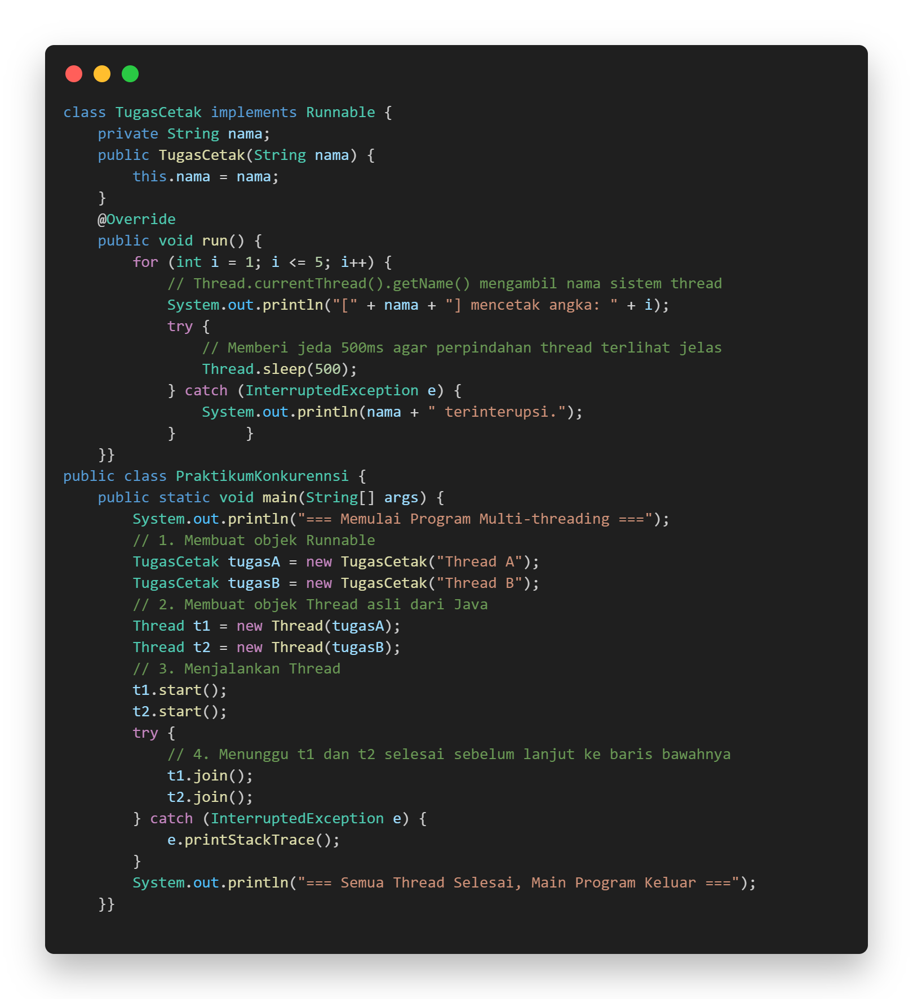 class TugasCetak implements Runnable {
    private String nama;
    public TugasCetak(String nama) {
        this.nama = nama;
    }
    @Override
    public void run() {
        for (int i = 1; i <= 5; i++) {
            // Thread.currentThread().getName() mengambil nama sistem thread
            System.out.println("[" + nama + "] mencetak angka: " + i);
            try {
                // Memberi jeda 500ms agar perpindahan thread terlihat jelas
                Thread.sleep(500);
            } catch (InterruptedException e) {
                System.out.println(nama + " terinterupsi.");
            }        }
    }}
public class PraktikumKonkurennsi {
    public static void main(String[] args) {
        System.out.println("=== Memulai Program Multi-threading ===");
        // 1. Membuat objek Runnable
        TugasCetak tugasA = new TugasCetak("Thread A");
        TugasCetak tugasB = new TugasCetak("Thread B");
        // 2. Membuat objek Thread asli dari Java
        Thread t1 = new Thread(tugasA);
        Thread t2 = new Thread(tugasB);
        // 3. Menjalankan Thread
        t1.start();
        t2.start();
        try {
            // 4. Menunggu t1 dan t2 selesai sebelum lanjut ke baris bawahnya
            t1.join();
            t2.join();
        } catch (InterruptedException e) {
            e.printStackTrace();
        }
        System.out.println("=== Semua Thread Selesai, Main Program Keluar ===");
    }}